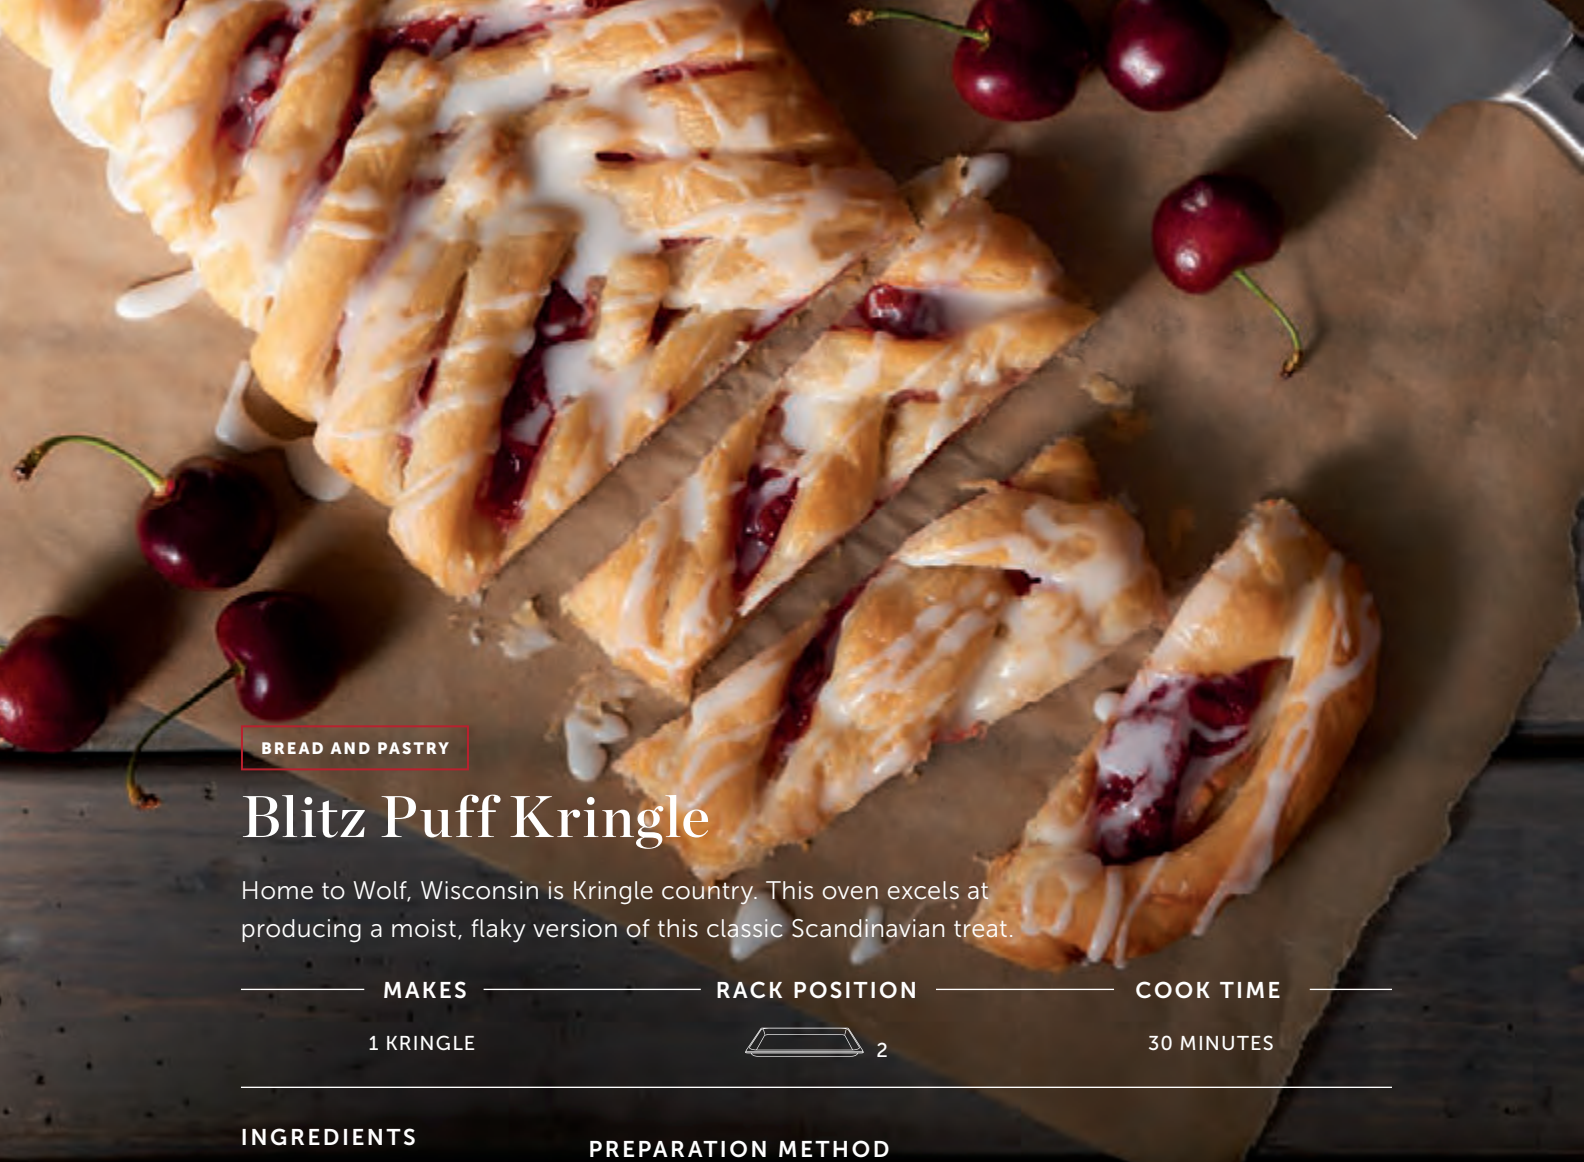 BREAD AND PASTRY
Blitz Puff Kringle
Home to Wolf, Wisconsin is Kringle country. This oven excels at
producing a moist, flaky version of this classic Scandinavian treat.
MAKES
1 KRINGLE
RACK POSITION
2
COOK TIME
30 MINUTES
INGREDIENTS
PREPARATION METHOD